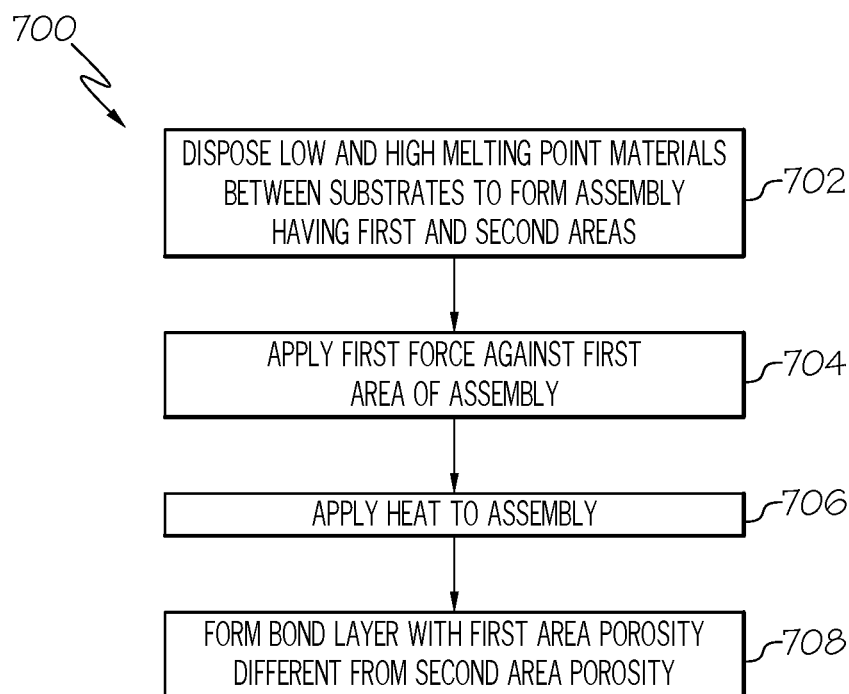 700
DISPOSE LOW AND HIGH MELTING POINT MATERIALS
BETWEEN SUBSTRATES TO FORM ASSEMBLY
HAVING FIRST AND SECOND AREAS
702
APPLY FIRST FORCE AGAINST FIRST
AREA OF ASSEMBLY
704
APPLY HEAT TO ASSEMBLY
706
FORM BOND LAYER WITH FIRST AREA POROSITY
DIFFERENT FROM SECOND AREA POROSITY
708